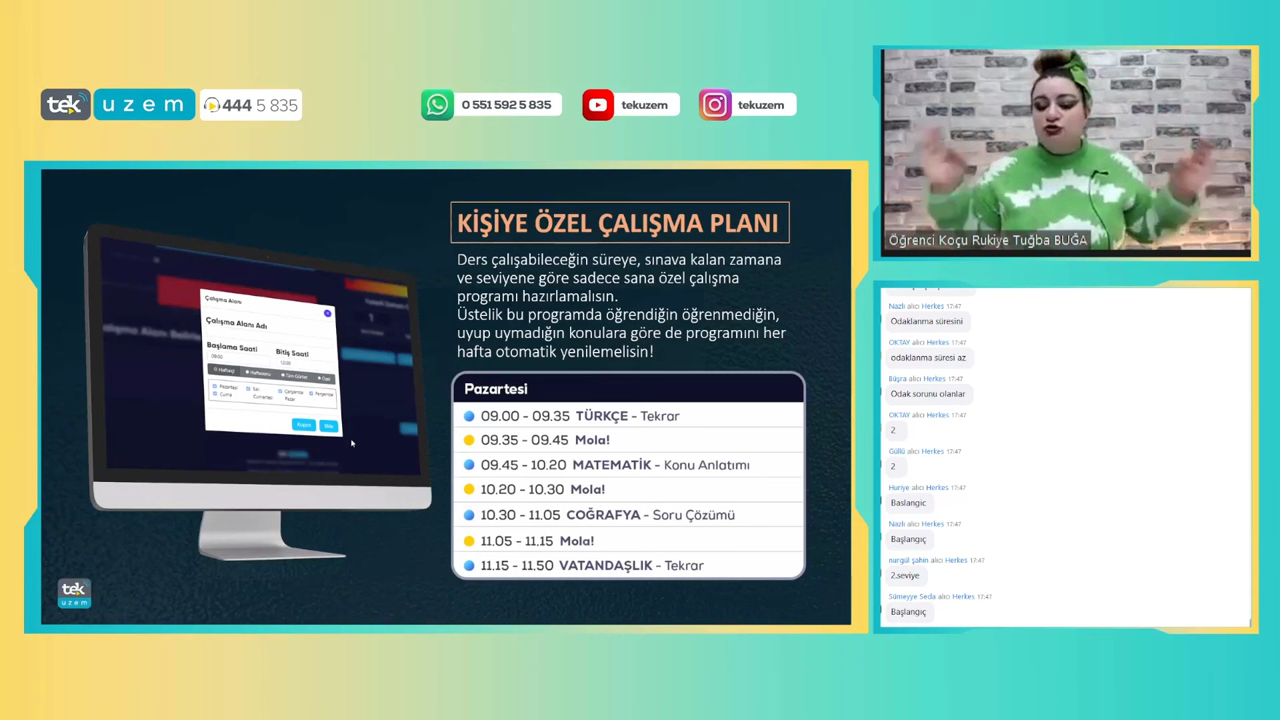 tek uzem 444 5 835
0 551 592 5 835
tekuzem
tekuzem
KİŞİYE ÖZEL ÇALIŞMA PLANI
Ders çalışabileceğin süreye, sınava kalan zamana
ve seviyene göre sadece sana özel çalışma
programı hazırlamalısın.
Üstelik bu programda öğrendiğin öğrenmediğin,
uyup uymadığın konulara göre de programını her
hafta otomatik yenilemelisin!
Pazartesi
09.00 - 09.35 TÜRKÇE - Tekrar
09.35 - 09.45 Mola!
09.45 - 10.20 MATEMATİK - Konu Anlatımı
10.20 - 10.30 Mola!
10.30 - 11.05 COĞRAFYA - Soru Çözümü
11.05 - 11.15 Mola!
11.15 - 11.50 VATANDAŞLIK - Tekrar
Çalışma Alanı
Çalışma Alanı Adı
Başlama Saati Bitiş Saati
tek
uzem
Öğrenci Koçu Rukiye Tuğba BUĞA
Nazlı alıcı Herkes 17:47
Odaklanma süresini
OKTAY alıcı Herkes 17:47
odaklanma süresi az
Büşra alıcı Herkes 17:47
Odak sorunu olanlar
OKTAY alıcı Herkes 17:47
2
Güllü alıcı Herkes 17:47
2
Huriye alıcı Herkes 17:47
Baslangic
Nazlı alıcı Herkes 17:47
Başlangıç
nurgül şahin alıcı Herkes 17:47
2.seviye
Sümeyye Seda alıcı Herkes 17:47
Başlangıç